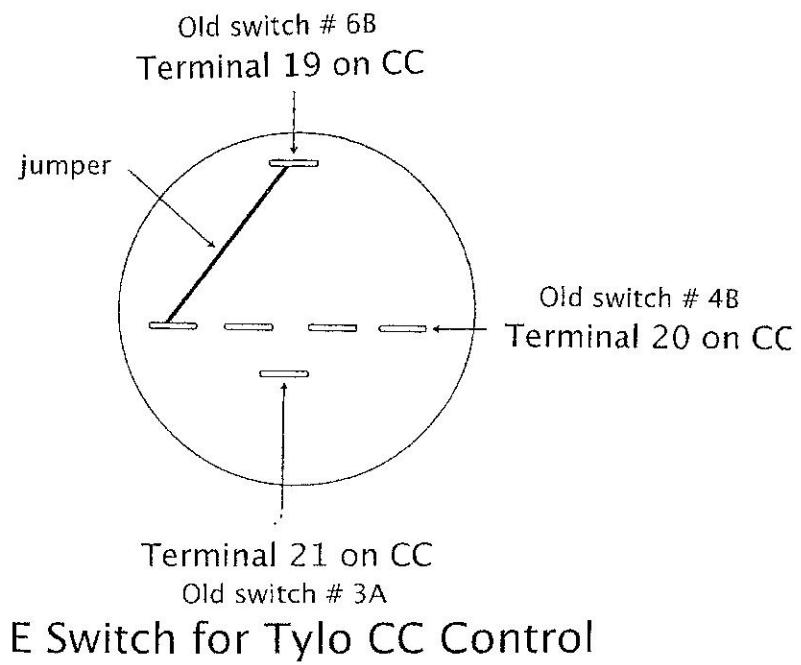 Old switch # 6B
Terminal 19 on CC
jumper
Old switch # 4B
Terminal 20 on CC
Terminal 21 on CC
Old switch # 3A
E Switch for Tylo CC Control